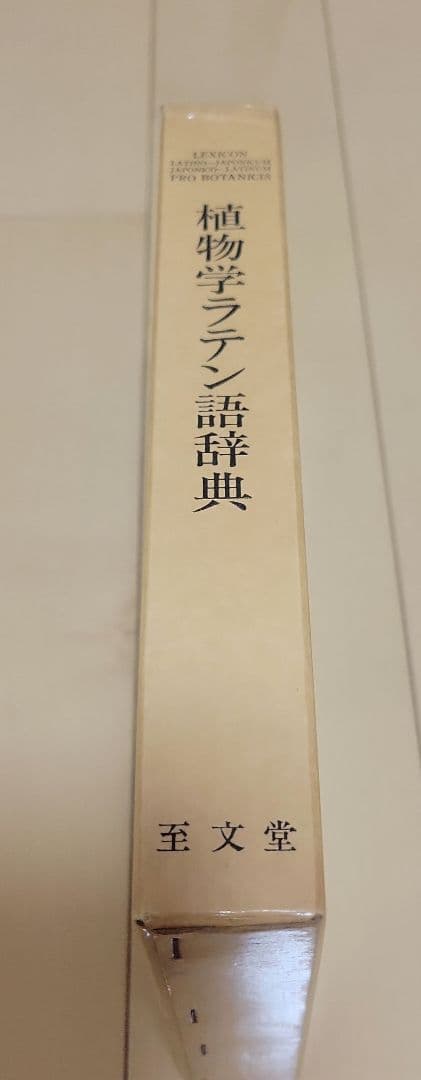 LEXICON
LATINO-JAPONICUM
JAPONICO-LATINUM
PRO BOTANICIS
植物学ラテン語辞典
至文堂